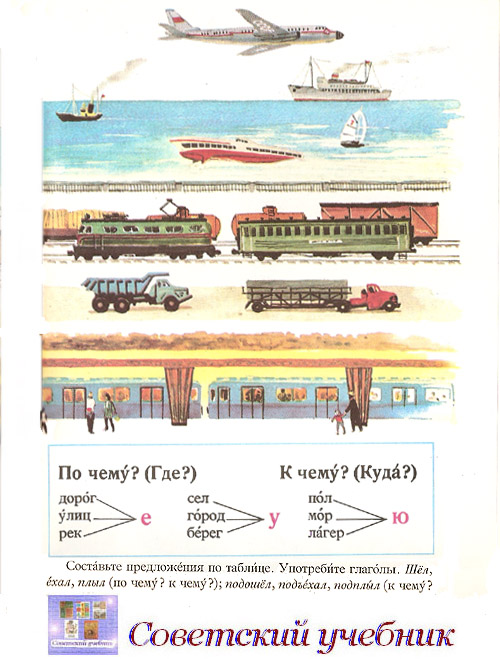 По чему́? (Где?) К чему́? (Куда́?)
доро́г сел по́л
у́лиц е го́род у мо́р ю
рек бе́рег ла́гер
Соста́вьте предложе́ния по табли́це. Употреби́те глаго́лы. Шёл,
е́хал, плыл (по чему? к чему?); подошёл, подъе́хал, подплы́л (к чему?
Советский учебник